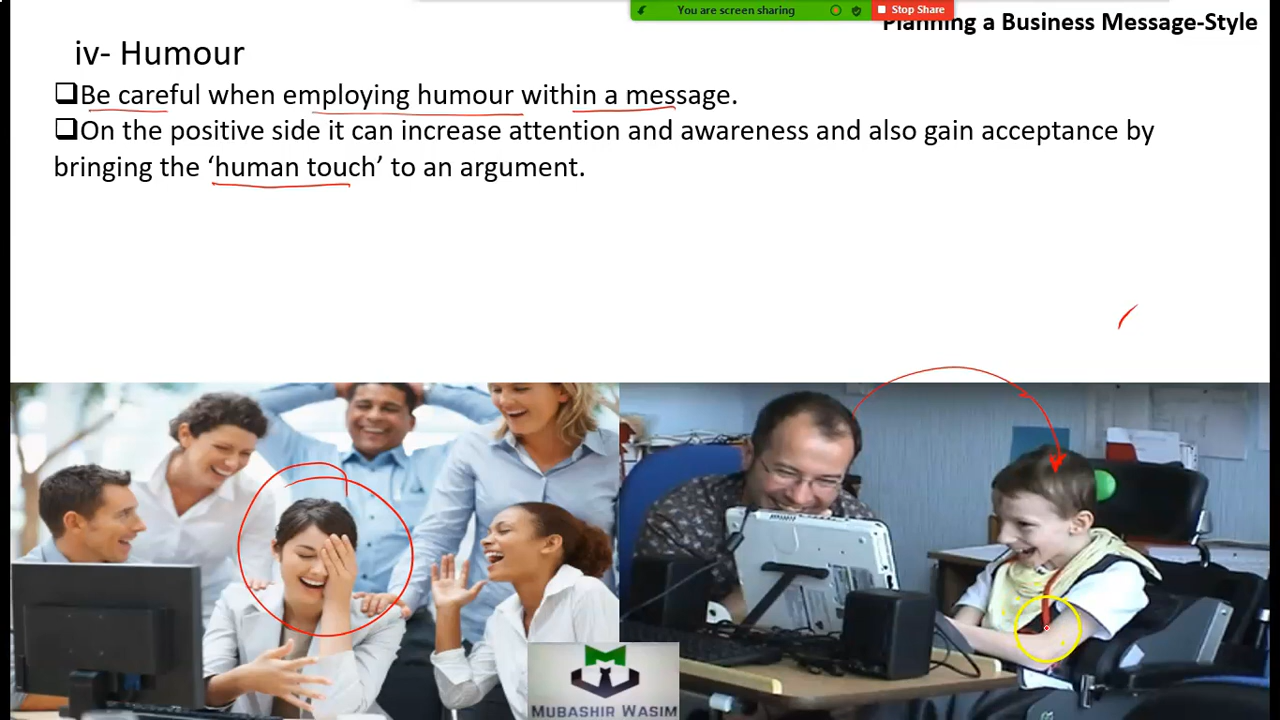 You are screen sharing
Stop Share
Planning a Business Message-Style
iv- Humour
Be careful when employing humour within a message.
On the positive side it can increase attention and awareness and also gain acceptance by
bringing the ‘human touch’ to an argument.
MUBASHIR WASIM